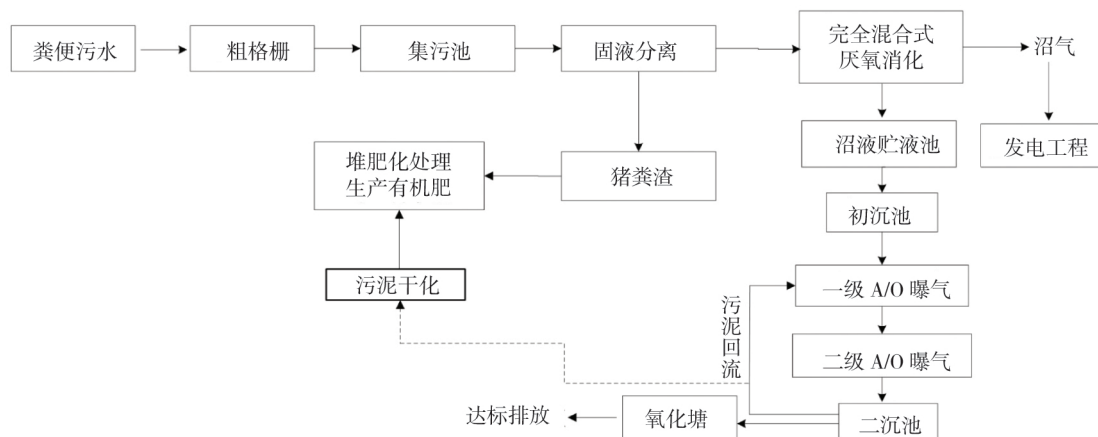 粪便污水
粗格栅
集污池
固液分离
完全混合式
厌氧消化
沼气
沼液贮液池
发电工程
堆肥化处理
生产有机肥
猪粪渣
初沉池
污泥干化
一级 A/O 曝气
污泥回流
二级 A/O 曝气
达标排放
氧化塘
二沉池